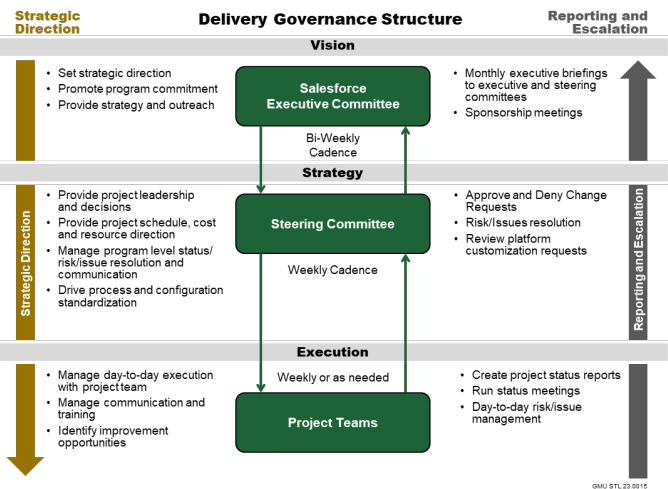 Strategic
Direction
Delivery Governance Structure
Reporting and
Escalation
Vision
• Set strategic direction
• Promote program commitment
• Provide strategy and outreach
Salesforce
Executive Committee
• Monthly executive briefings
to executive and steering
committees
• Sponsorship meetings
Bi-Weekly
Cadence
Strategy
Strategic Direction
• Provide project leadership
and decisions
• Provide project schedule, cost
and resource direction
• Manage program level status/
risk/issue resolution and
communication
• Drive process and configuration
standardization
Steering Committee
Weekly Cadence
• Approve and Deny Change
Requests
• Risk/Issues resolution
• Review platform
customization requests
Reporting and Escalation
Execution
• Manage day-to-day execution
with project team
• Manage communication and
training
• Identify improvement
opportunities
Weekly or as needed
Project Teams
• Create project status reports
• Run status meetings
• Day-to-day risk/issue
management
GMU STL 23.0015